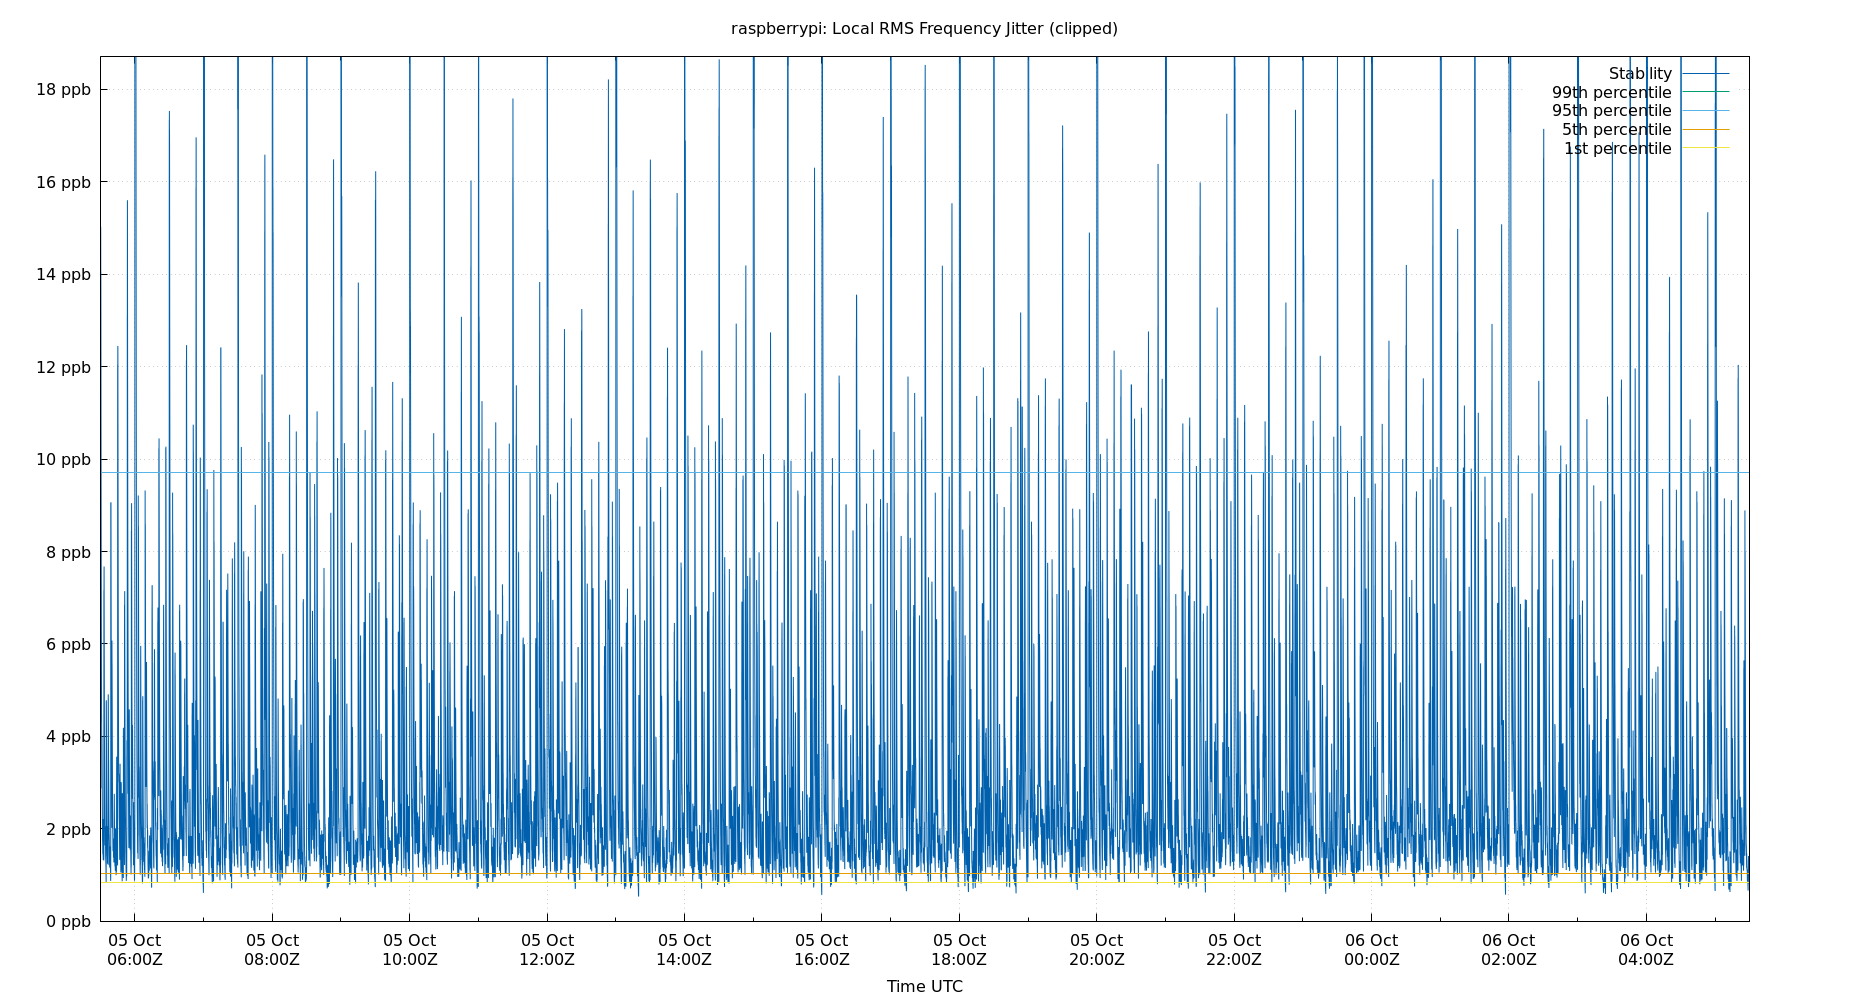 raspberrypi: Local RMS Frequency Jitter (clipped)
Stability
99th percentile
95th percentile
5th percentile
1st percentile
18 ppb
16 ppb
14 ppb
12 ppb
10 ppb
8 ppb
6 ppb
4 ppb
2 ppb
0 ppb
05 Oct 05 Oct 05 Oct 05 Oct 05 Oct 05 Oct 05 Oct 05 Oct 05 Oct 06 Oct 06 Oct 06 Oct
06:00Z 08:00Z 10:00Z 12:00Z 14:00Z 16:00Z 18:00Z 20:00Z 22:00Z 00:00Z 02:00Z 04:00Z
Time UTC